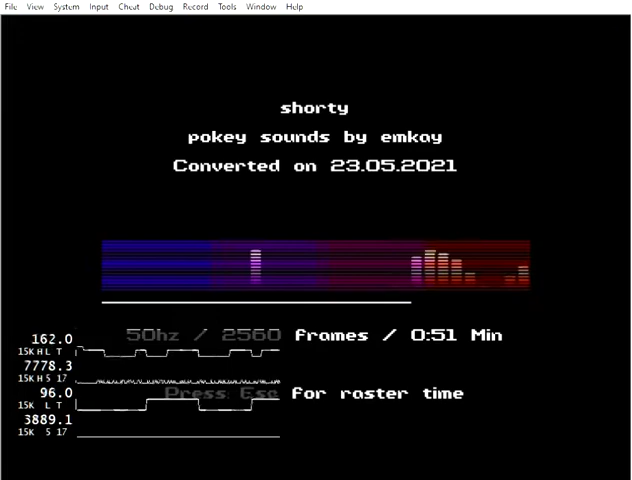 File View System Input Cheat Debug Record Tools Window Help
shorty
pokey sounds by emkay
Converted on 23.05.2021
50hz / 2560 frames / 0:51 Min
162.0
15K H L T
7778.3
15K H 5 17
Press Esc for raster time
96.0
15K L T
3889.1
15K 5 17